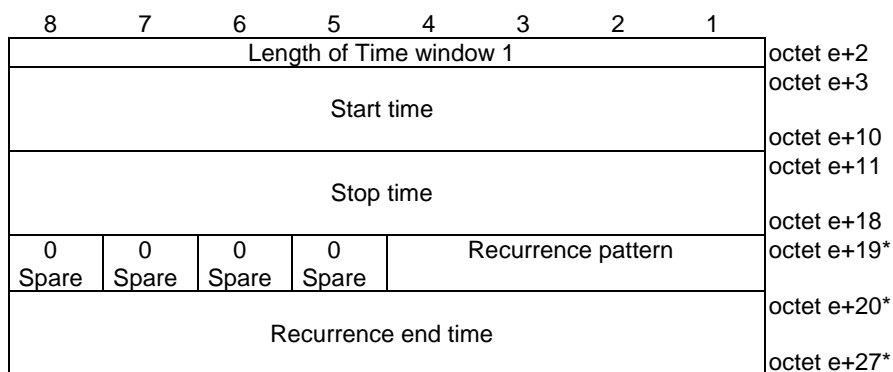 8 7 6 5 4 3 2 1
Length of Time window 1 octet e+2
octet e+3
Start time
octet e+10
octet e+11
Stop time
octet e+18
0 0 0 0 Recurrence pattern octet e+19*
Spare Spare Spare Spare
octet e+20*
Recurrence end time
octet e+27*